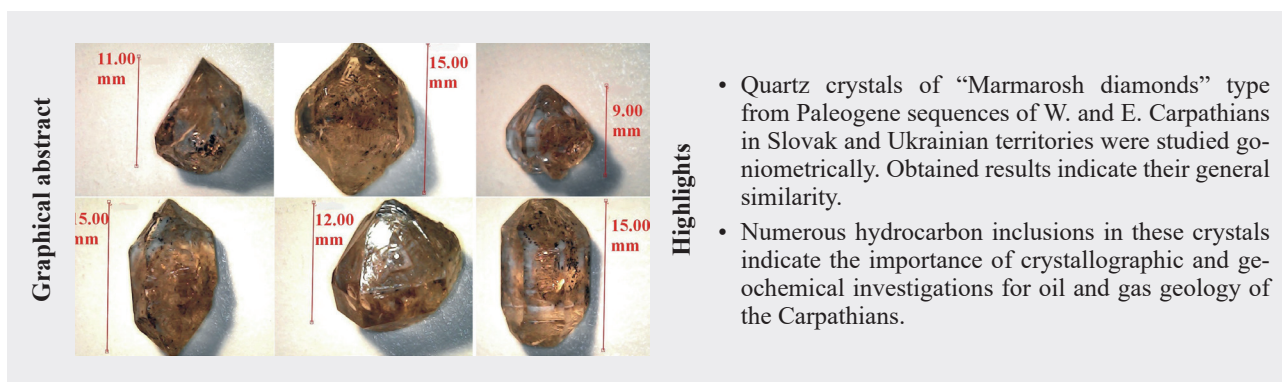 Graphical abstract
11.00
mm
15.00
mm
9.00
mm
5.00
mm
12.00
mm
15.00
mm
Highlights
• Quartz crystals of “Marmarosh diamonds” type
from Paleogene sequences of W. and E. Carpathians
in Slovak and Ukrainian territories were studied go-
niometrically. Obtained results indicate their general
similarity.
• Numerous hydrocarbon inclusions in these crystals
indicate the importance of crystallographic and ge-
ochemical investigations for oil and gas geology of
the Carpathians.